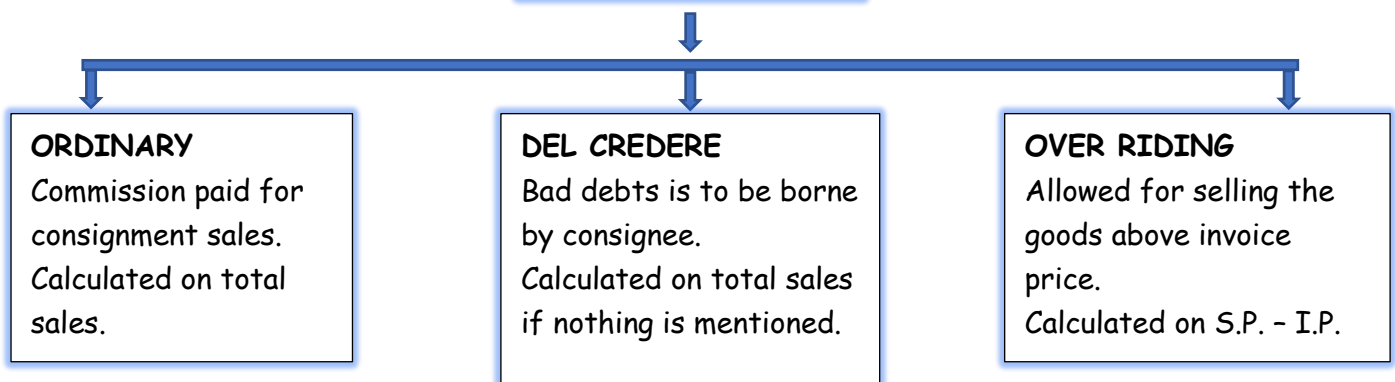 ORDINARY
Commission paid for
consignment sales.
Calculated on total
sales.
DEL CREDERE
Bad debts is to be borne
by consignee.
Calculated on total sales
if nothing is mentioned.
OVER RIDING
Allowed for selling the
goods above invoice
price.
Calculated on S.P. – I.P.